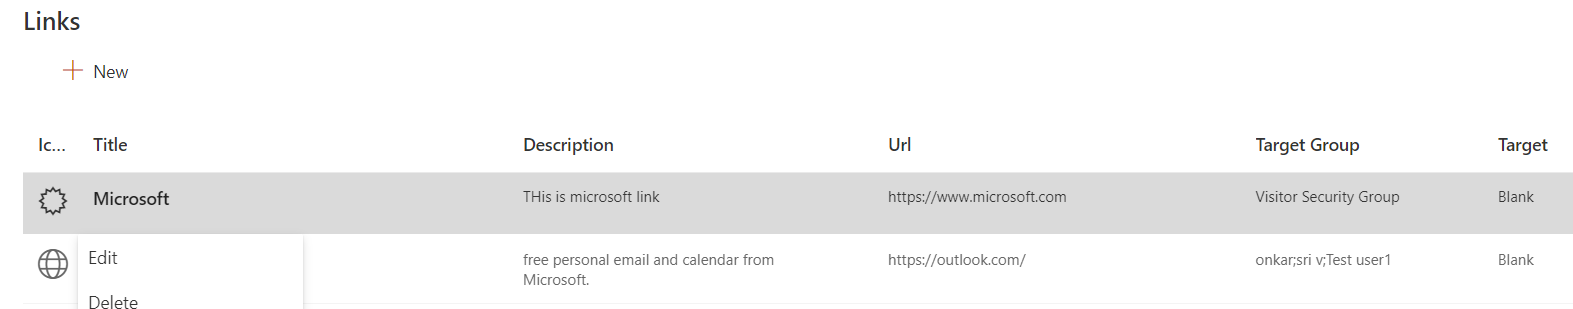 Links
New
Ic... Title Description Url Target Group Target
Microsoft THis is microsoft link https://www.microsoft.com Visitor Security Group Blank
Edit free personal email and calendar from https://outlook.com/ onkar;sri v;Test user1 Blank
Microsoft.
Delete